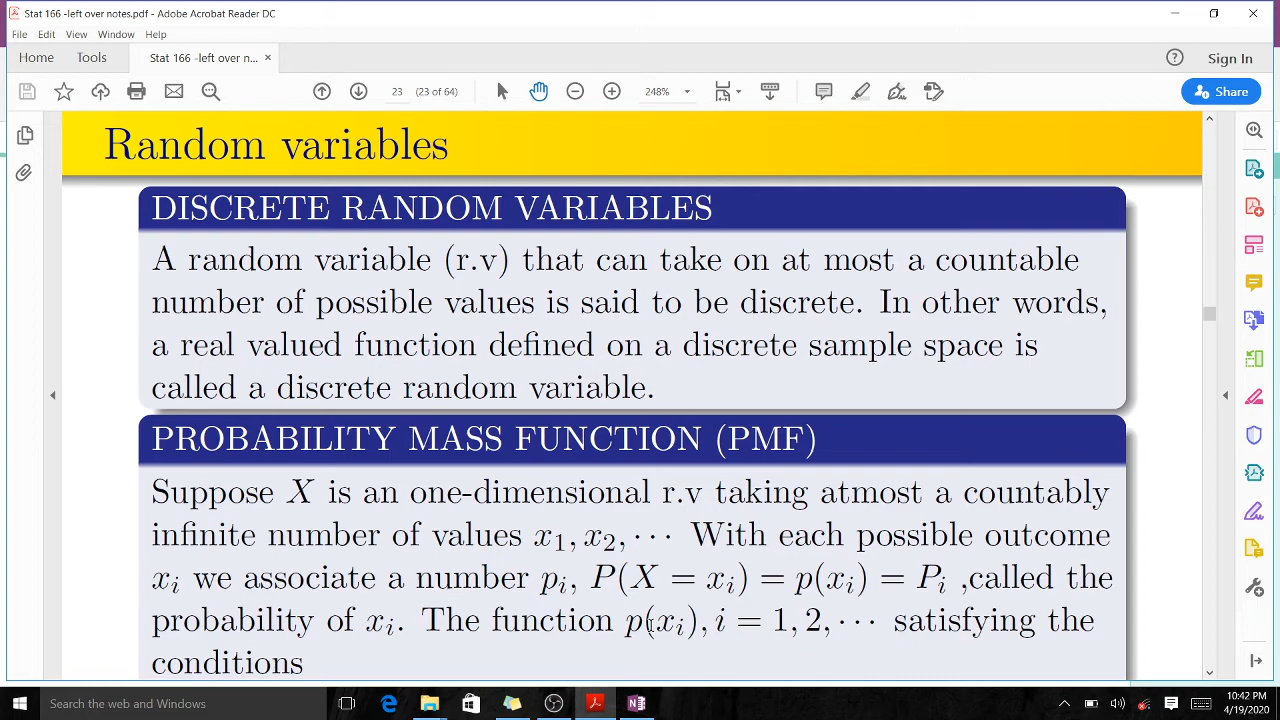 Stat 166 -left over notes.pdf - Adobe Acrobat Reader DC
File Edit View Window Help
Home Tools Stat 166 -left over n... × Sign In
23 (23 of 64) 248% Share
Random variables
DISCRETE RANDOM VARIABLES
A random variable (r.v) that can take on at most a countable
number of possible values is said to be discrete. In other words,
a real valued function defined on a discrete sample space is
called a discrete random variable.
PROBABILITY MASS FUNCTION (PMF)
Suppose X is an one-dimensional r.v taking atmost a countably
infinite number of values x₁, x₂, ⋯ With each possible outcome
xᵢ we associate a number pᵢ, P(X = xᵢ) = p(xᵢ) = Pᵢ ,called the
probability of xᵢ. The function p(xᵢ), i = 1, 2, ⋯ satisfying the
conditions
Search the web and Windows
10:42 PM
4/19/2020